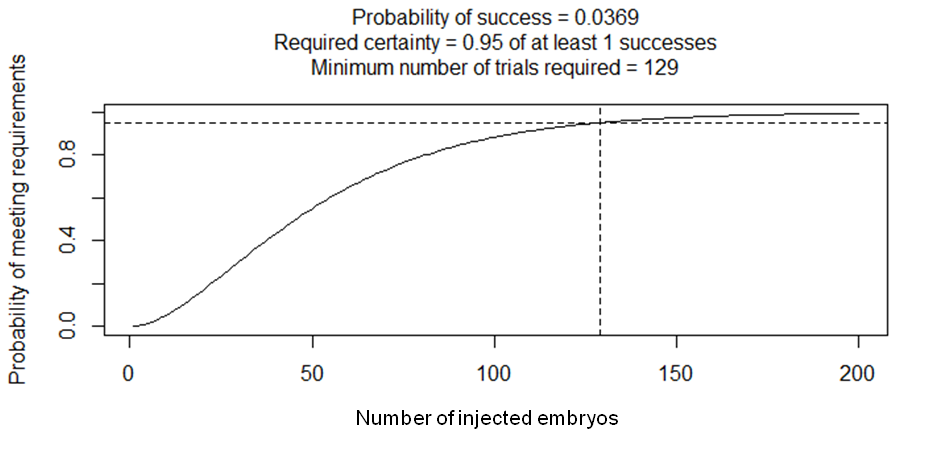 Probability of success = 0.0369
Required certainty = 0.95 of at least 1 successes
Minimum number of trials required = 129
Probability of meeting requirements
0.8
0.4
0.0
0 50 100 150 200
Number of injected embryos